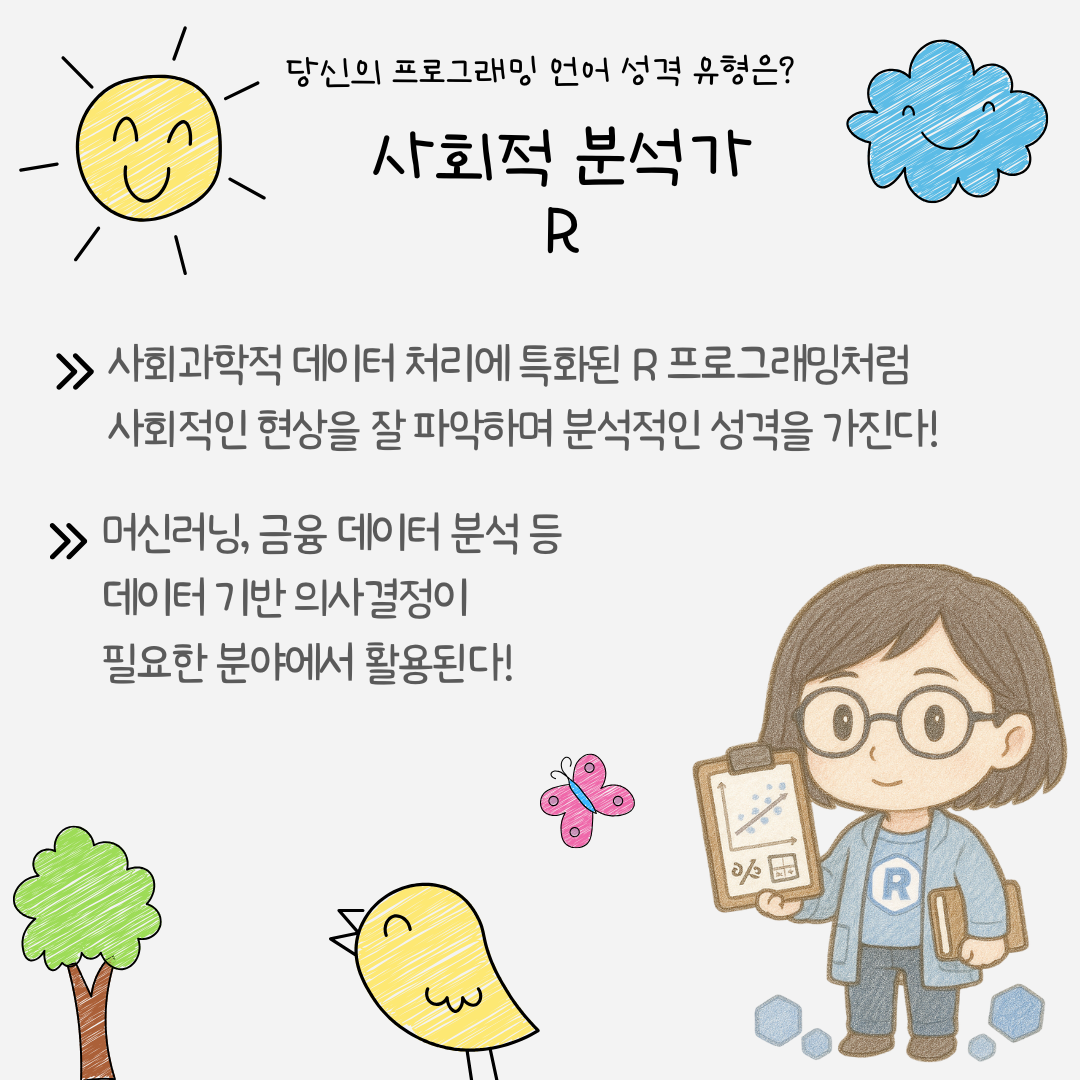 당신의 프로그래밍 언어 성격 유형은?
사회적 분석가
R
사회과학적 데이터 처리에 특화된 R 프로그래밍처럼
사회적인 현상을 잘 파악하며 분석적인 성격을 가진다!
머신러닝, 금융 데이터 분석 등
데이터 기반 의사결정이
필요한 분야에서 활용된다!
R